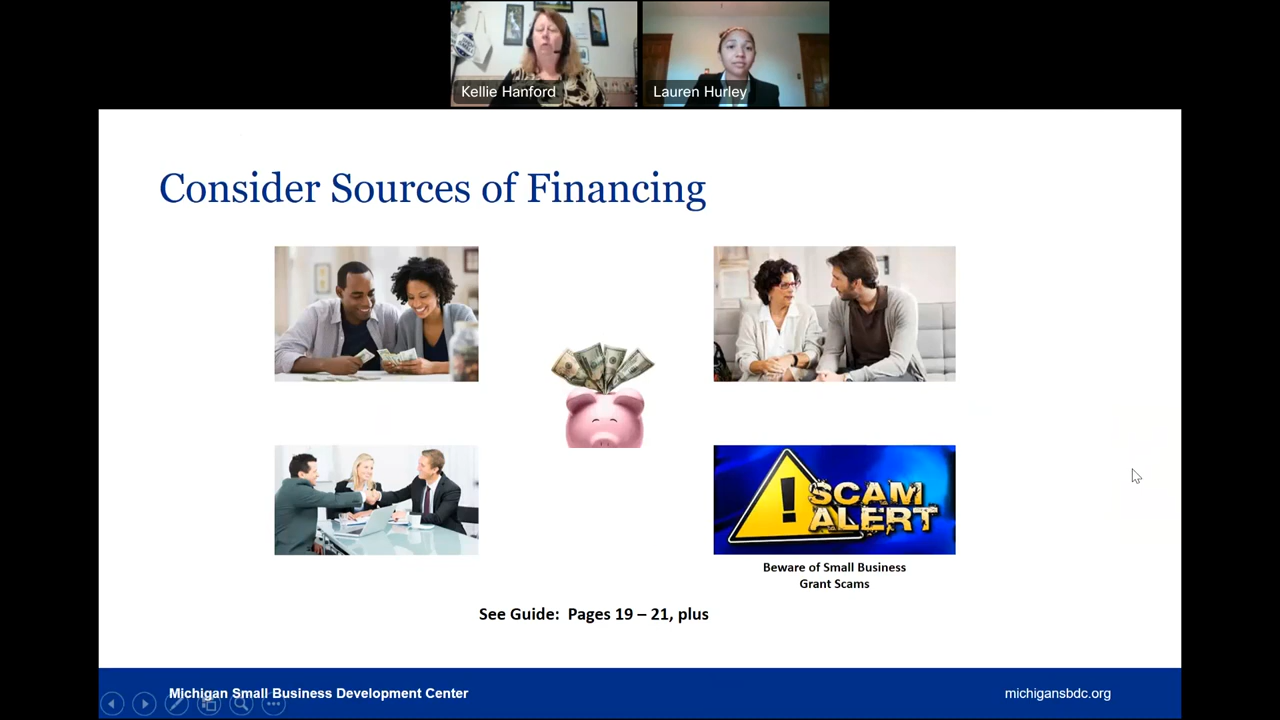 Kellie Hanford
Lauren Hurley
Consider Sources of Financing
SCAM
ALERT
Beware of Small Business
Grant Scams
See Guide:  Pages 19 – 21, plus
Michigan Small Business Development Center
michigansbdc.org